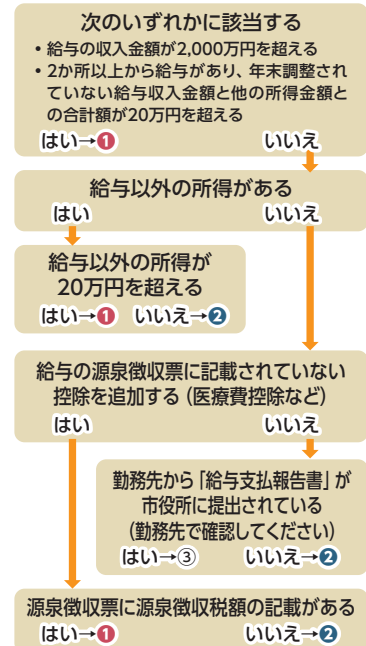 次のいずれかに該当する
• 給与の収入金額が2,000万円を超える
• 2か所以上から給与があり、年末調整され
ていない給与収入金額と他の所得金額と
の合計額が20万円を超える
はい→❶ いいえ
給与以外の所得がある
はい いいえ
給与以外の所得が
20万円を超える
はい→❶ いいえ→❷
給与の源泉徴収票に記載されていない
控除を追加する（医療費控除など）
はい いいえ
勤務先から「給与支払報告書」が
市役所に提出されている
（勤務先で確認してください）
はい→③ いいえ→❷
源泉徴収票に源泉徴収税額の記載がある
はい→❶ いいえ→❷